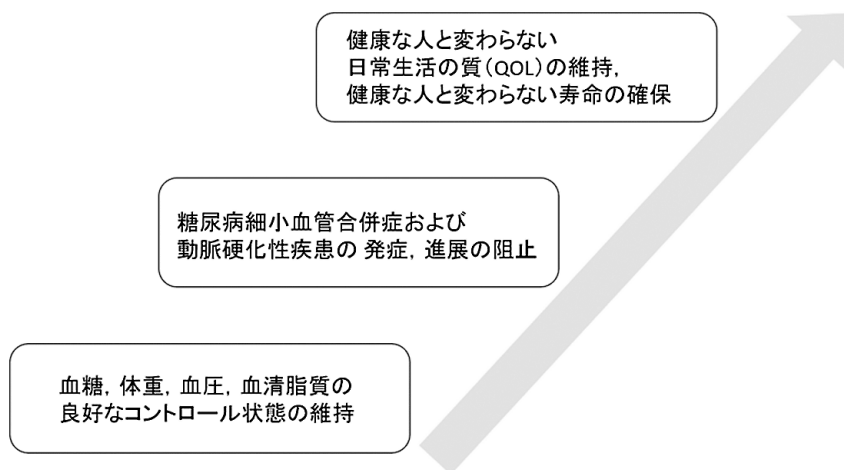 健康な人と変わらない
日常生活の質(QOL)の維持,
健康な人と変わらない寿命の確保
糖尿病細小血管合併症および
動脈硬化性疾患の 発症, 進展の阻止
血糖, 体重, 血圧, 血清脂質の
良好なコントロール状態の維持